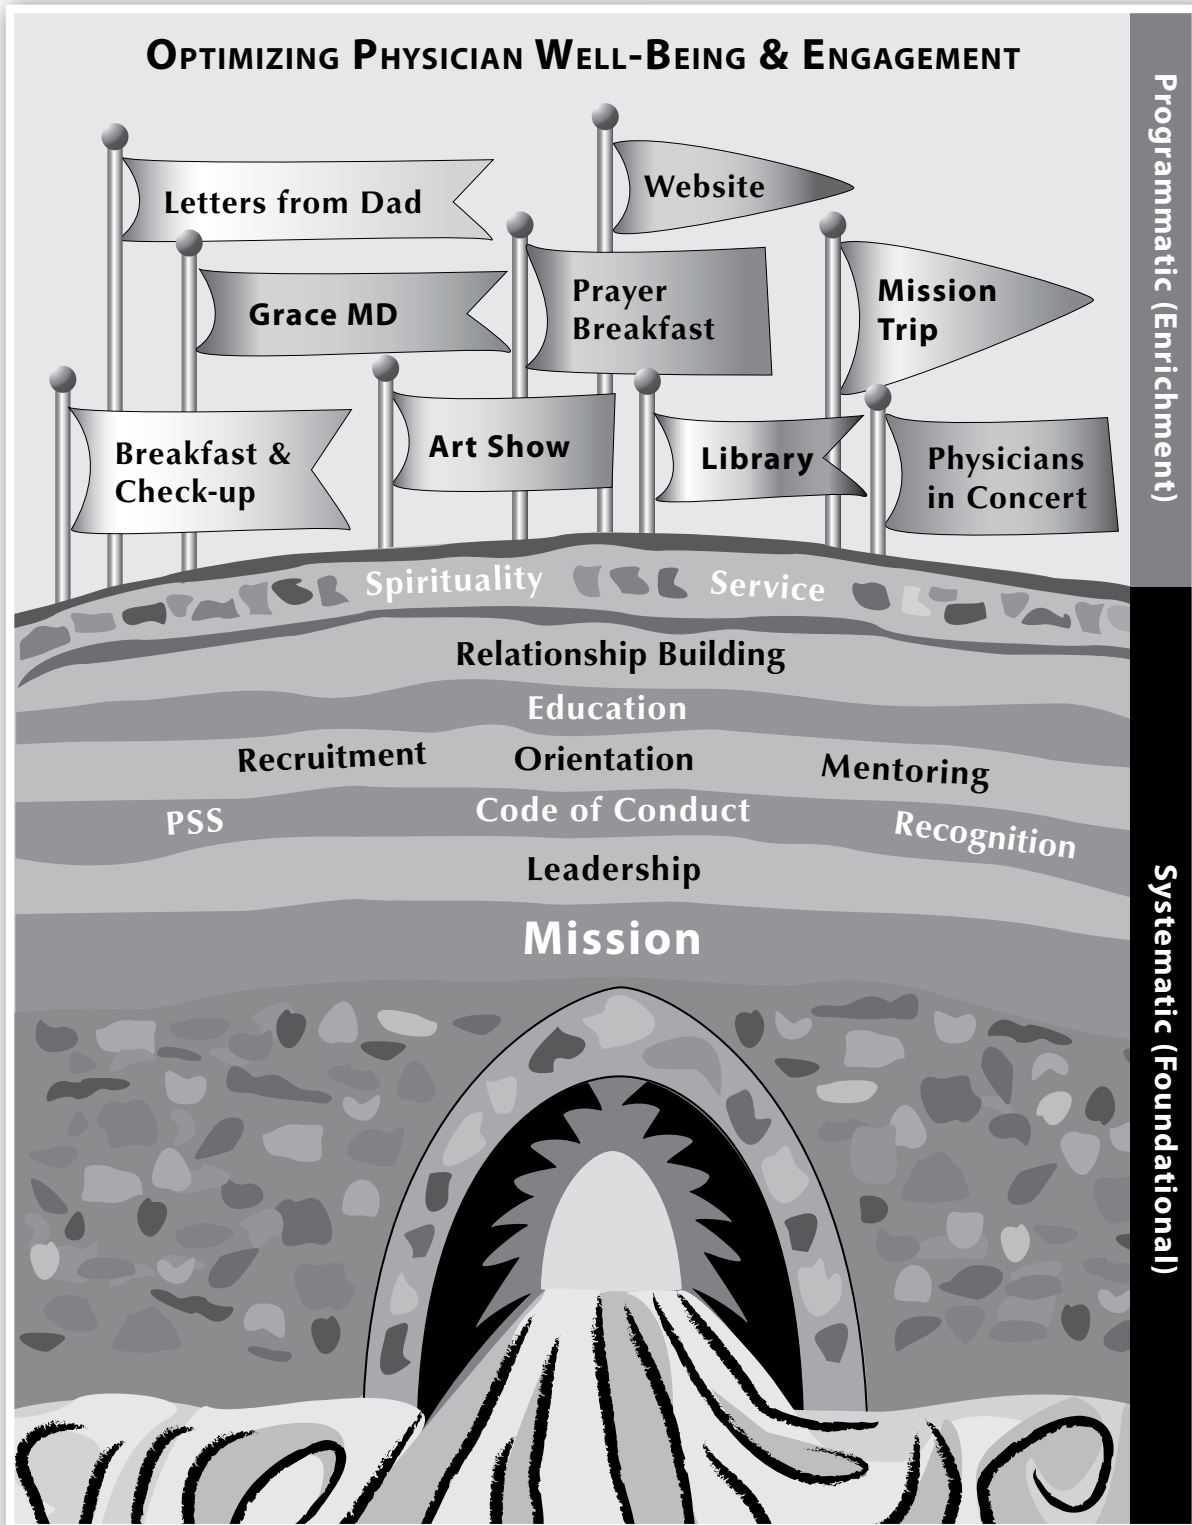 OPTIMIZING PHYSICIAN WELL-BEING & ENGAGEMENT
Letters from Dad
Website
Grace MD
Prayer
Breakfast
Mission
Trip
Breakfast &
Check-up
Art Show
Library
Physicians
in Concert
Spirituality
Service
Relationship Building
Education
Recruitment
Orientation
Mentoring
PSS
Code of Conduct
Recognition
Leadership
Mission
Programmatic (Enrichment)
Systematic (Foundational)